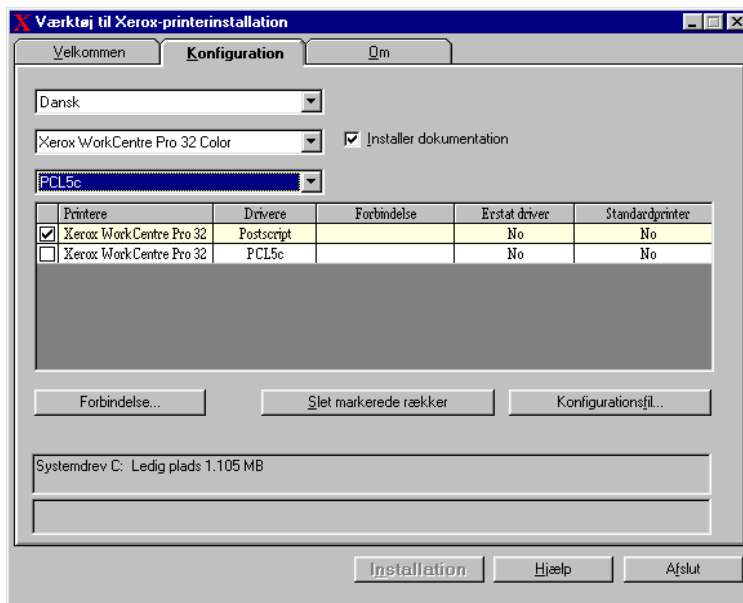 Værktøj til Xerox-printerinstallation
Velkommen Konfiguration Om
Dansk
Xerox WorkCentre Pro 32 Color Installer dokumentation
PCL5c
Printere Drivere Forbindelse Erstat driver Standardprinter
Xerox WorkCentre Pro 32 Postscript No No
Xerox WorkCentre Pro 32 PCL5c No No
Forbindelse... Slet markerede rækker Konfigurationsfil...
Systemdrev C: Ledig plads 1.105 MB
Installation Hjælp Afslut